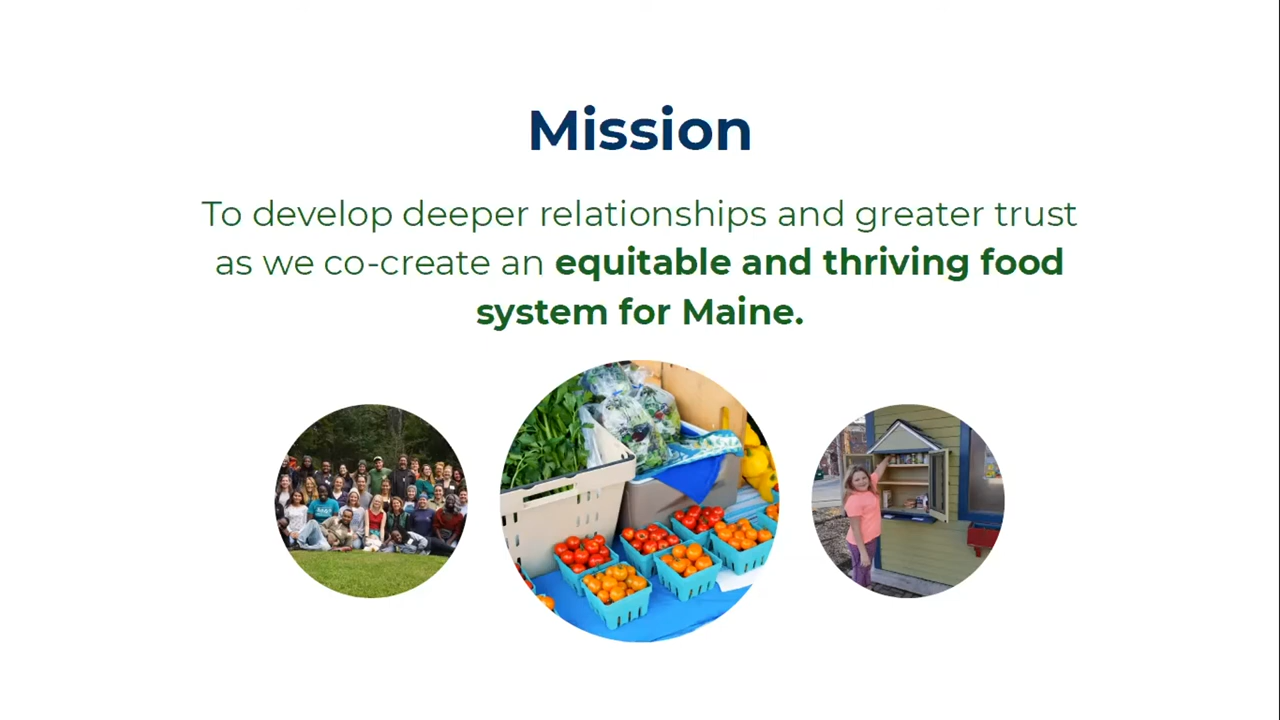 Mission
To develop deeper relationships and greater trust
as we co-create an equitable and thriving food
system for Maine.